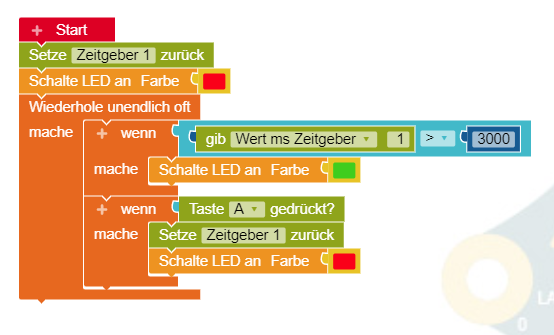 + Start
Setze Zeitgeber 1 zurück
Schalte LED an Farbe
Wiederhole unendlich oft
mache + wenn gib Wert ms Zeitgeber 1 > 3000
mache Schalte LED an Farbe
+ wenn Taste A gedrückt?
mache Setze Zeitgeber 1 zurück
Schalte LED an Farbe
LA
0